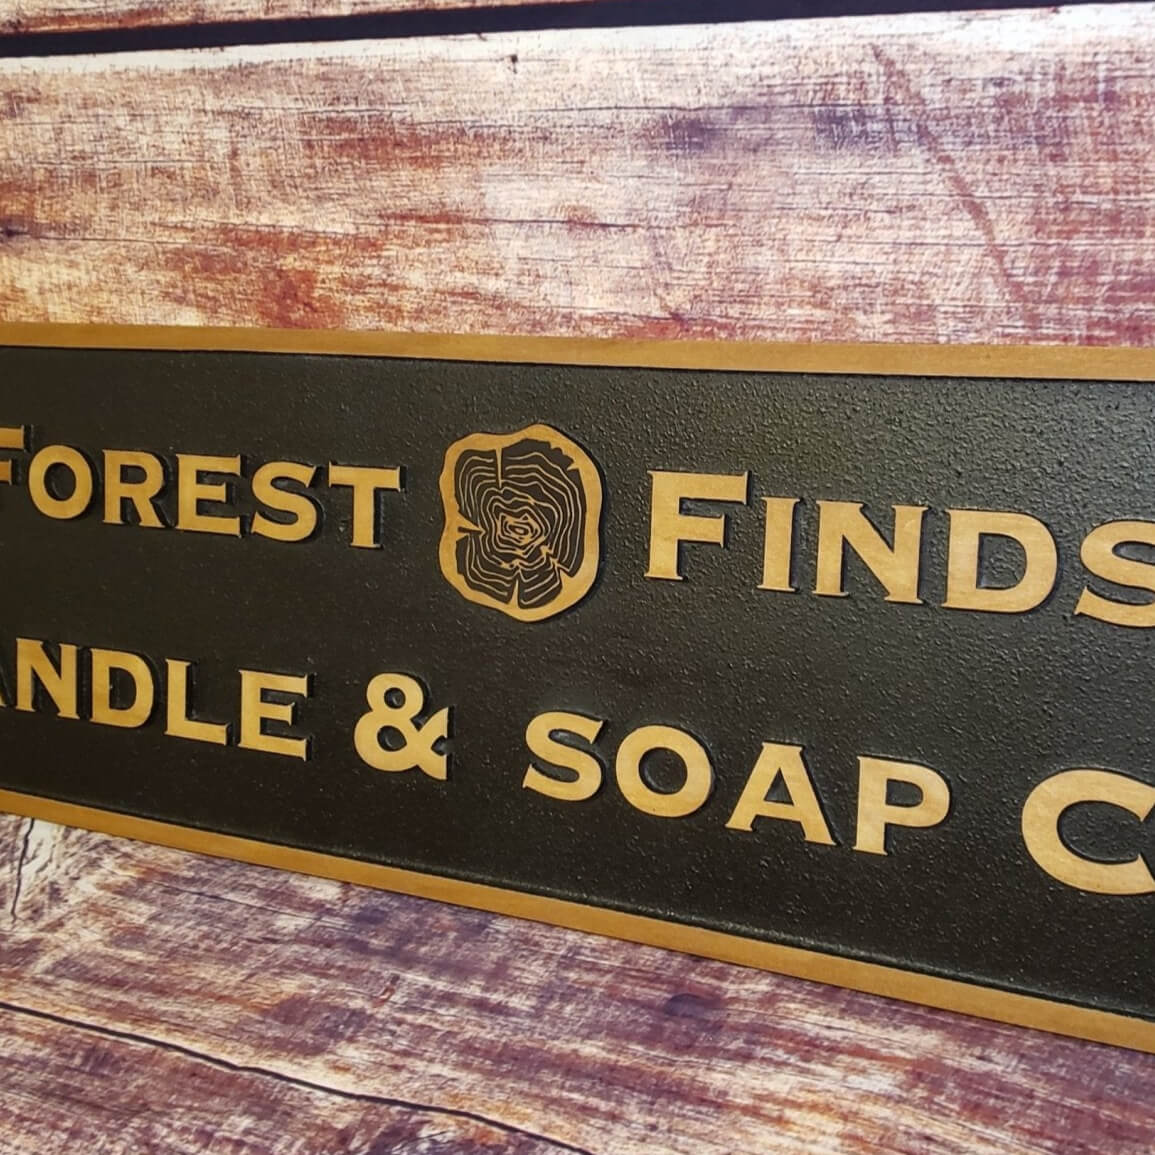 FOREST FINDS
ANDLE & SOAP C